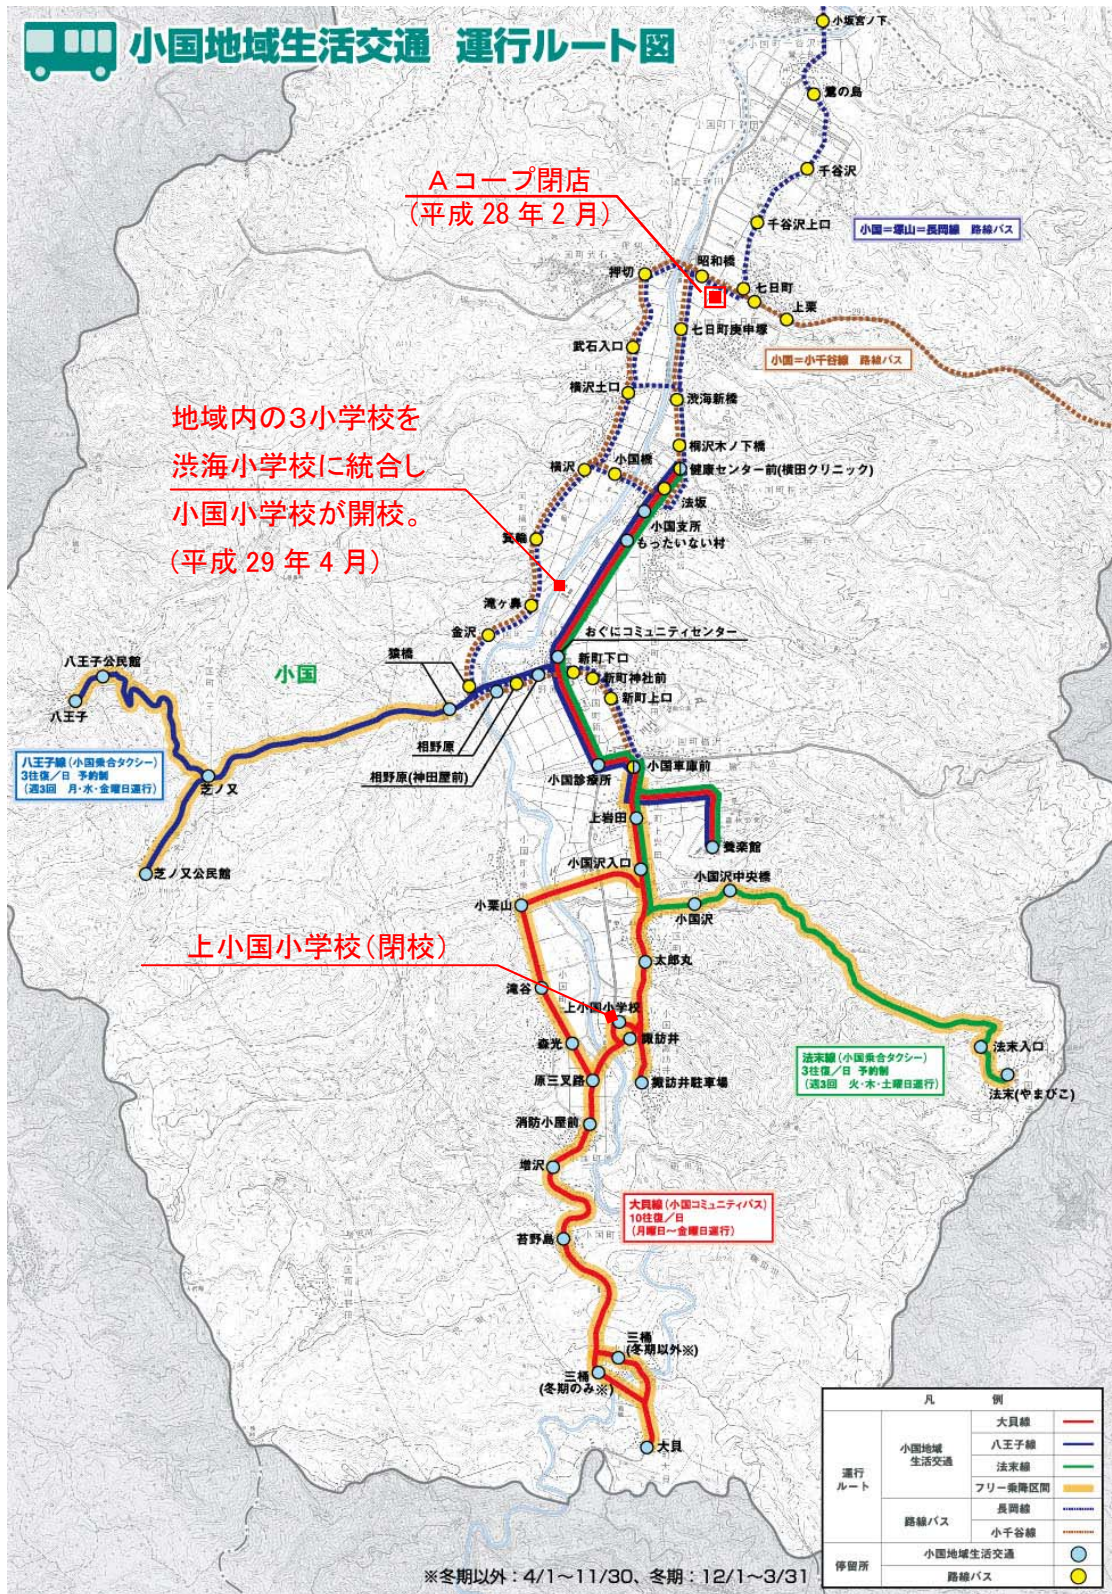 小国地域生活交通 運行ルート図
小坂宮ノ下
鷺の島
千谷沢
Aコープ閉店
(平成28年2月)
千谷沢上口
小国=塚山=長岡線 路線バス
昭和橋
押切
七日町
上栗
七日町庚申塚
武石入口
小国=小千谷線 路線バス
横沢土口
渋海新橋
地域内の3小学校を
渋海小学校に統合し
小国小学校が開校。
(平成29年4月)
桐沢木ノ下橋
小国橋
横沢
健康センター前(横田クリニック)
法坂
小国支所
もったいない村
箕輪
滝ヶ鼻
金沢
おぐにコミュニティセンター
猿橋
新町下口
八王子公民館
小国
新町神社前
新町上口
八王子
相野原
八王子線(小国乗合タクシー)
3往復/日 予約制
(週3回 月・水・金曜日運行)
相野原(神田屋前)
小国診療所
小国車庫前
芝ノ又
上岩田
養楽館
小国沢入口
芝ノ又公民館
小国沢中央橋
小栗山
小国沢
上小国小学校(閉校)
太郎丸
滝谷
上小国小学校
森光
諏訪井
法末入口
法末線(小国乗合タクシー)
3往復/日 予約制
(週3回 火・木・土曜日運行)
原三叉路
諏訪井駐車場
法末(やまびこ)
消防小屋前
増沢
大貝線(小国コミュニティバス)
10往復/日
(月曜日~金曜日運行)
苔野島
三桶
(冬期以外※)
三桶
(冬期のみ※)
大貝
凡 例
運行
ルート
小国地域
生活交通
大貝線
八王子線
法末線
フリー乗降区間
路線バス
長岡線
小千谷線
停留所
小国地域生活交通
路線バス
※冬期以外:4/1~11/30、冬期:12/1~3/31